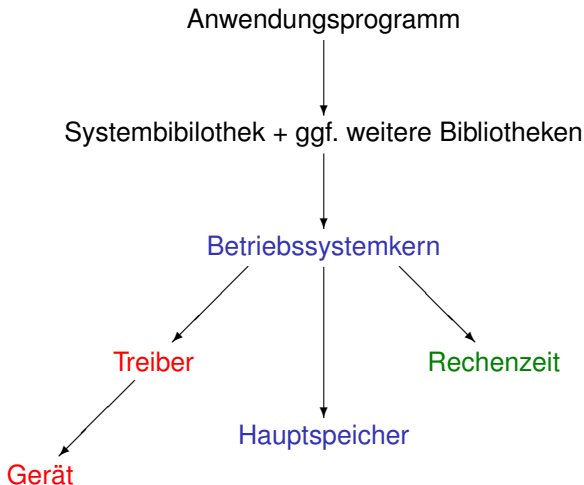 Anwendungsprogramm
Systembibilothek + ggf. weitere Bibliotheken
Betriebssystemkern
Treiber
Rechenzeit
Hauptspeicher
Gerät